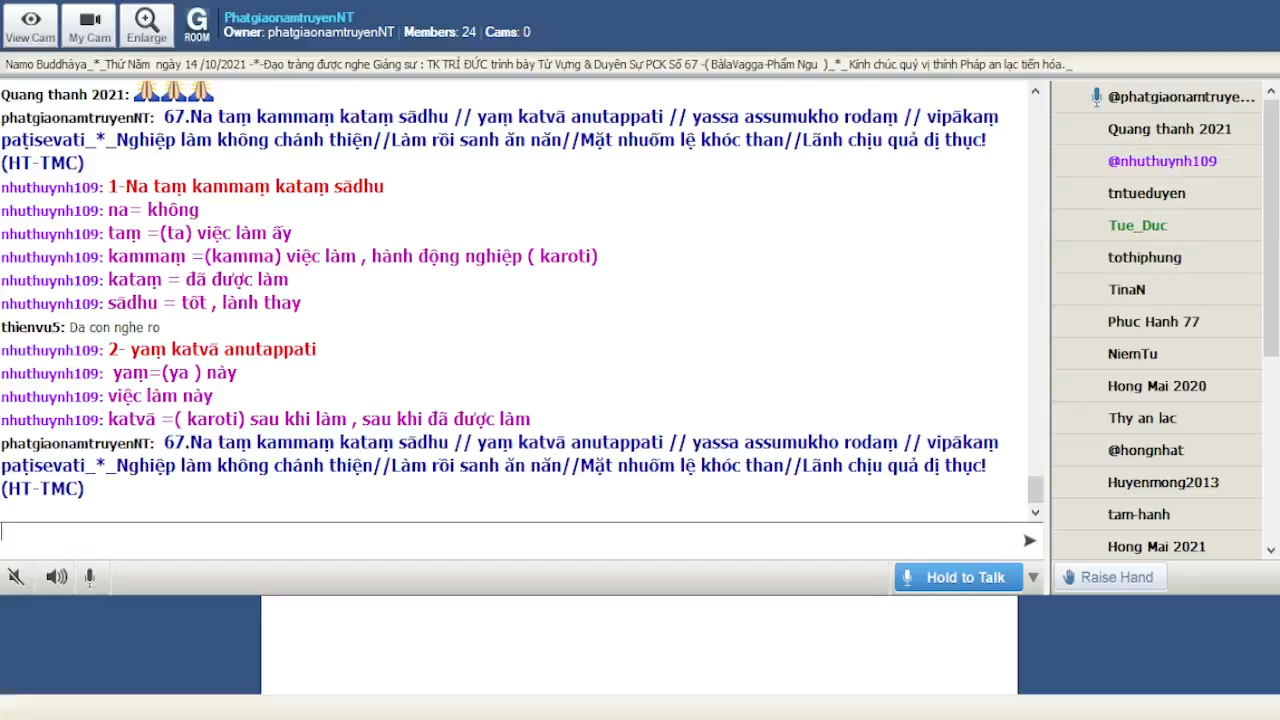 View Cam
My Cam
Enlarge
G
ROOM
PhatgiaonamtruyenNT
Owner: phatgiaonamtruyenNT | Members: 24 | Cams: 0
Namo Buddhàya_*_Thứ Năm ngày 14 /10/2021 -*-Đạo tràng được nghe Giảng sư : TK TRÍ ĐỨC trình bày Từ Vựng & Duyên Sự PCK Số 67 -( BàlaVagga-Phẩm Ngu )_*_Kính chúc quý vị thính Pháp an lạc tiến hóa._
Quang thanh 2021:
phatgiaonamtruyenNT: 67.Na taṃ kammaṃ kataṃ sādhu // yaṃ katvā anutappati // yassa assumukho rodaṃ // vipākaṃ
paṭisevati_*_Nghiệp làm không chánh thiện//Làm rồi sanh ăn năn//Mặt nhuốm lệ khóc than//Lãnh chịu quả dị thục!
(HT-TMC)
nhuthuynh109: 1-Na taṃ kammaṃ kataṃ sādhu
nhuthuynh109: na= không
nhuthuynh109: taṃ =(ta) việc làm ấy
nhuthuynh109: kammaṃ =(kamma) việc làm , hành động nghiệp ( karoti)
nhuthuynh109: kataṃ = đã được làm
nhuthuynh109: sādhu = tốt , lành thay
thienvu5: Da con nghe ro
nhuthuynh109: 2- yaṃ katvā anutappati
nhuthuynh109: yaṃ=(ya ) này
nhuthuynh109: việc làm này
nhuthuynh109: katvā =( karoti) sau khi làm , sau khi đã được làm
phatgiaonamtruyenNT: 67.Na taṃ kammaṃ kataṃ sādhu // yaṃ katvā anutappati // yassa assumukho rodaṃ // vipākaṃ
paṭisevati_*_Nghiệp làm không chánh thiện//Làm rồi sanh ăn năn//Mặt nhuốm lệ khóc than//Lãnh chịu quả dị thục!
(HT-TMC)
Hold to Talk
@phatgiaonamtruye...
Quang thanh 2021
@nhuthuynh109
tntueduyen
Tue_Duc
tothiphung
TinaN
Phuc Hanh 77
NiemTu
Hong Mai 2020
Thy an lac
@hongnhat
Huyenmong2013
tam-hanh
Hong Mai 2021
Raise Hand